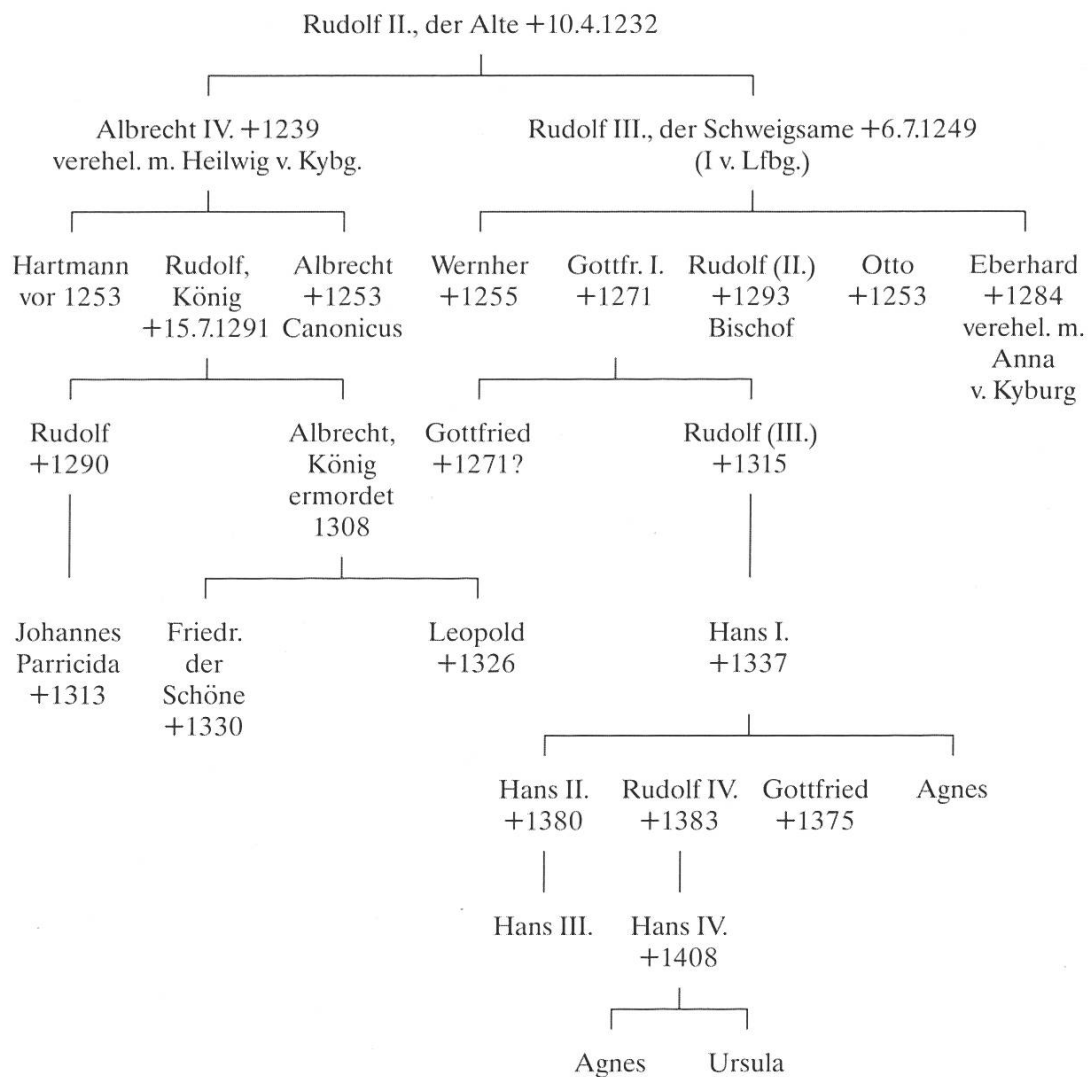 Rudolf II., der Alte +10.4.1232
Albrecht IV. +1239
verehel. m. Heilwig v. Kybg.
Rudolf III., der Schweigsame +6.7.1249
(I v. Lfbg.)
Hartmann
vor 1253
Rudolf,
König
+15.7.1291
Albrecht
+1253
Canonicus
Wernher
+1255
Gottfr. I.
+1271
Rudolf (II.)
+1293
Bischof
Otto
+1253
Eberhard
+1284
verehel. m.
Anna
v. Kyburg
Rudolf
+1290
Albrecht,
König
ermordet
1308
Gottfried
+1271?
Rudolf (III.)
+1315
Johannes
Parricida
+1313
Friedr.
der
Schöne
+1330
Leopold
+1326
Hans I.
+1337
Hans II.
+1380
Rudolf IV.
+1383
Gottfried
+1375
Agnes
Hans III.
Hans IV.
+1408
Agnes
Ursula